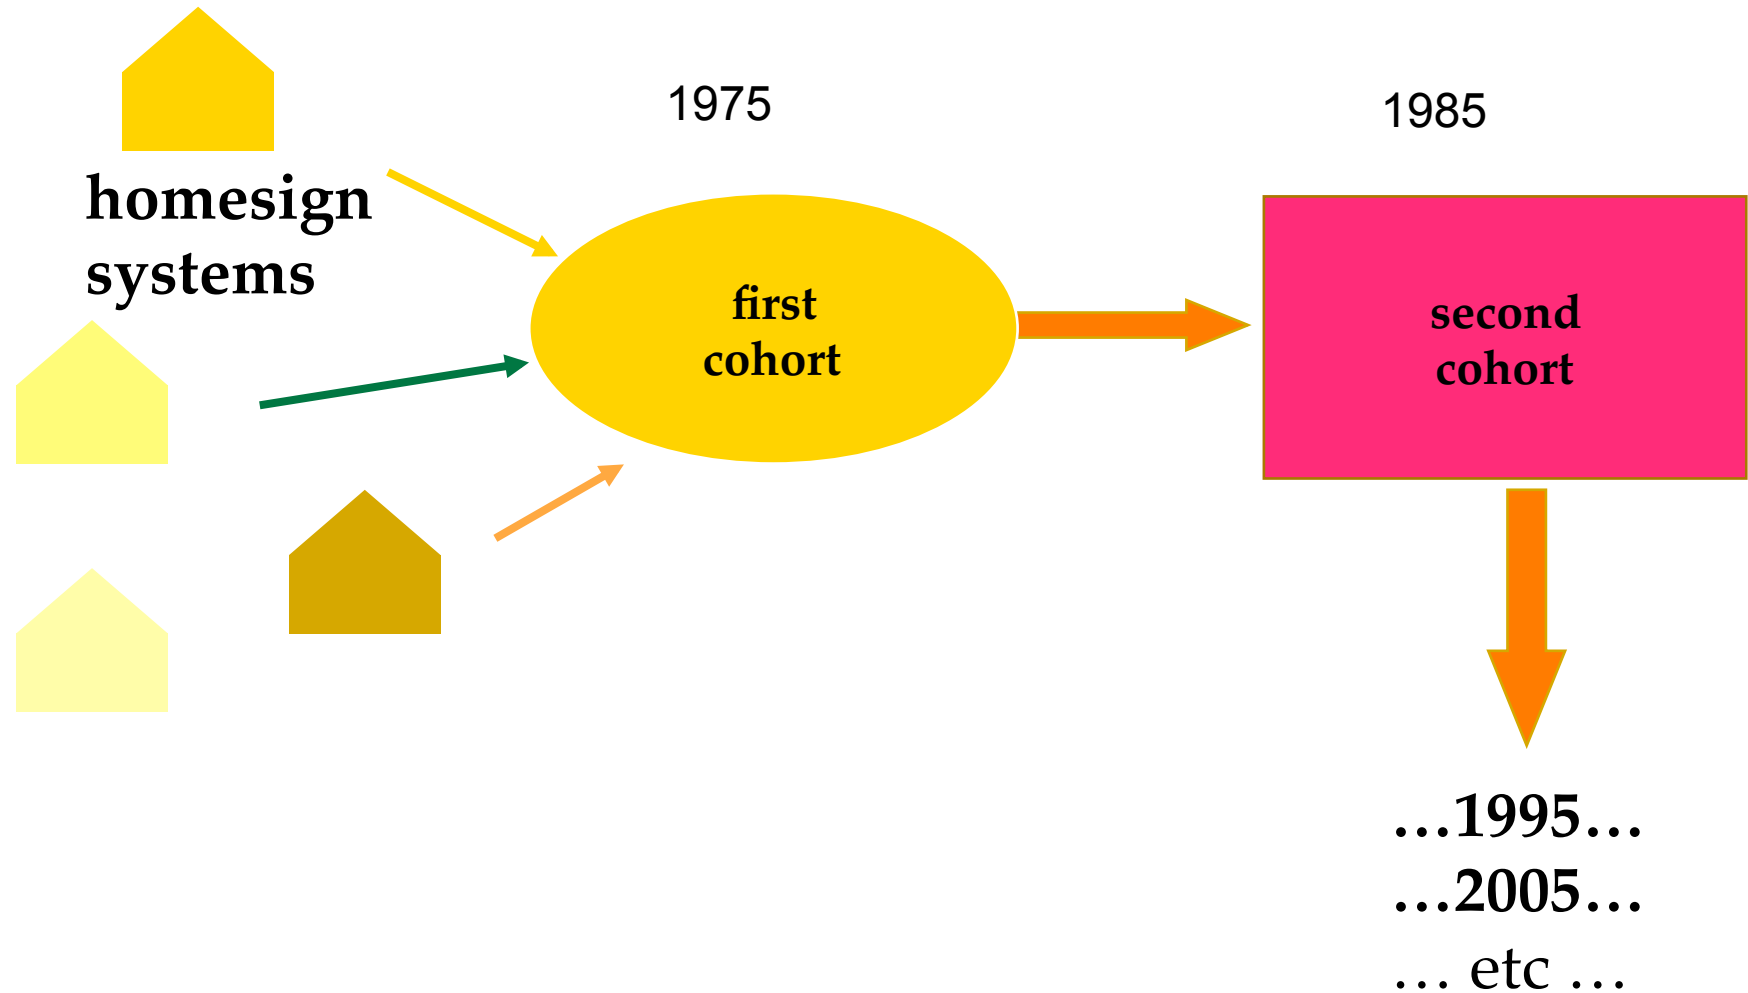 homesign
systems
1975
first
cohort
1985
second
cohort
...1995...
...2005...
... etc ...